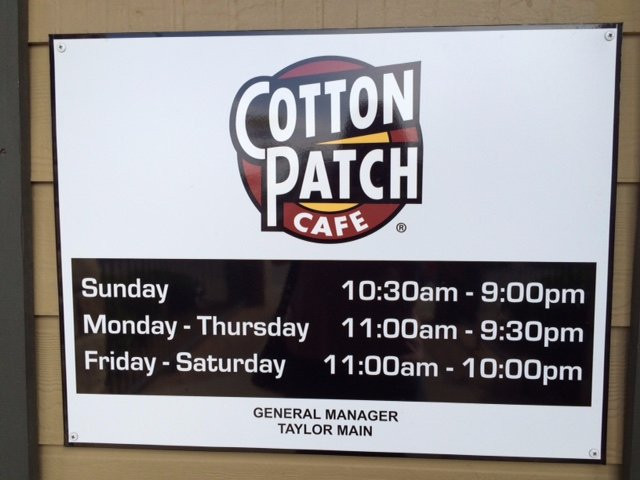 COTTON
PATCH
CAFE ®
Sunday 10:30am - 9:00pm
Monday - Thursday 11:00am - 9:30pm
Friday - Saturday 11:00am - 10:00pm
GENERAL MANAGER
TAYLOR MAIN